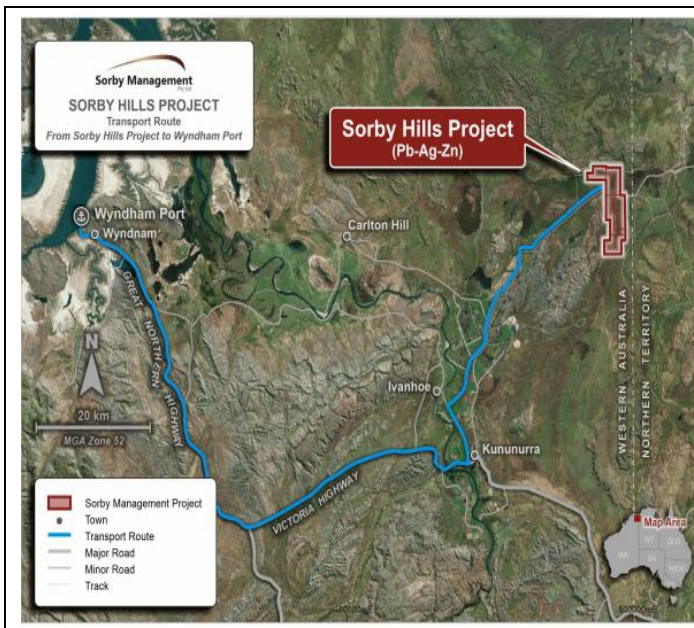 Sorby Management
Pty Ltd
SORBY HILLS PROJECT
Transport Route
From Sorby Hills Project to Wyndham Port
Sorby Hills Project
(Pb-Ag-Zn)
Wyndham Port
Wyndnam
Carlton Hill
GREAT NORTHERN HIGHWAY
N
20 km
MGA Zone 52
Ivanhoe
Kununurra
VICTORIA HIGHWAY
WESTERN AUSTRALIA
NORTHERN TERRITORY
Sorby Management Project
Town
Transport Route
Major Road
Minor Road
Track
Map Area
WA
NT
QLD
SA
NSW
500000mE